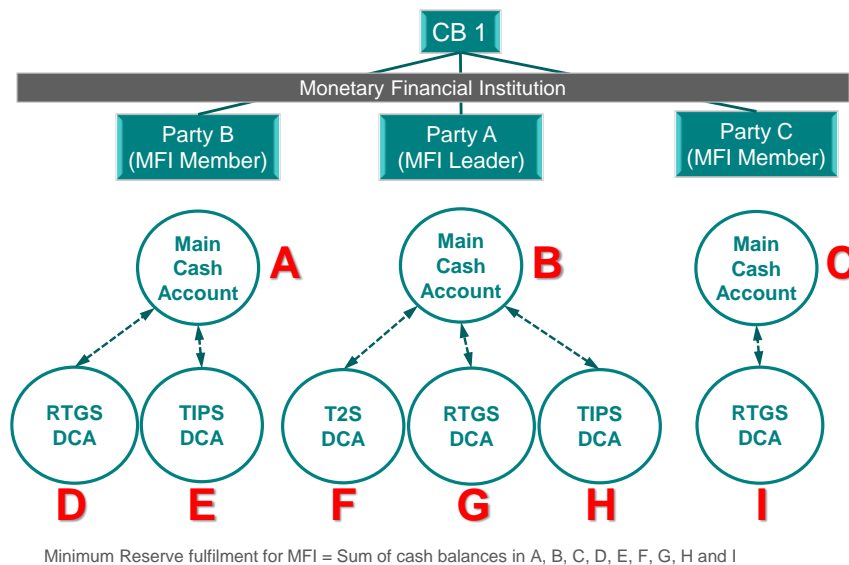 CB 1
Monetary Financial Institution
Party B
(MFI Member)
Party A
(MFI Leader)
Party C
(MFI Member)
Main
Cash
Account
A
Main
Cash
Account
B
Main
Cash
Account
C
RTGS
DCA
TIPS
DCA
T2S
DCA
RTGS
DCA
TIPS
DCA
RTGS
DCA
D
E
F
G
H
I
Minimum Reserve fulfilment for MFI = Sum of cash balances in A, B, C, D, E, F, G, H and I